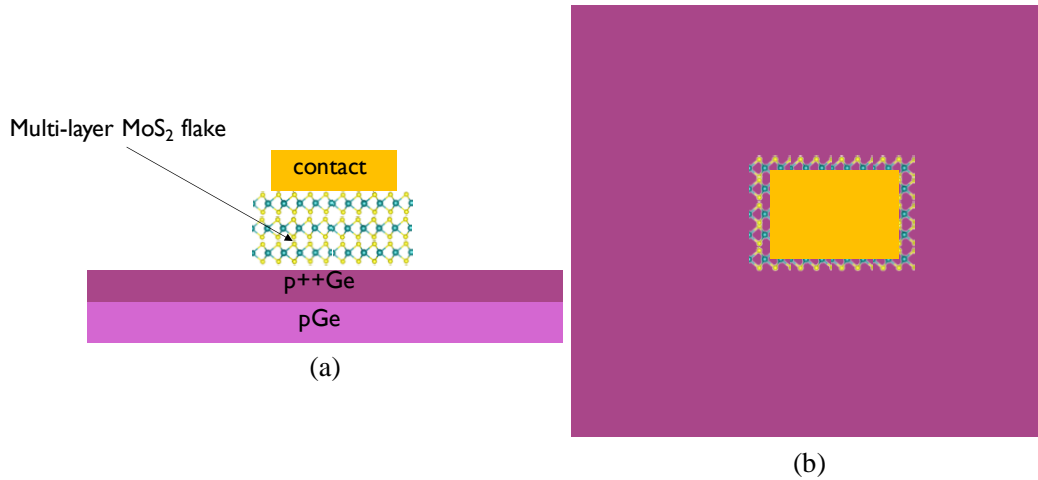 Multi-layer MoS₂ flake
contact
p++Ge
pGe
(a)
(b)